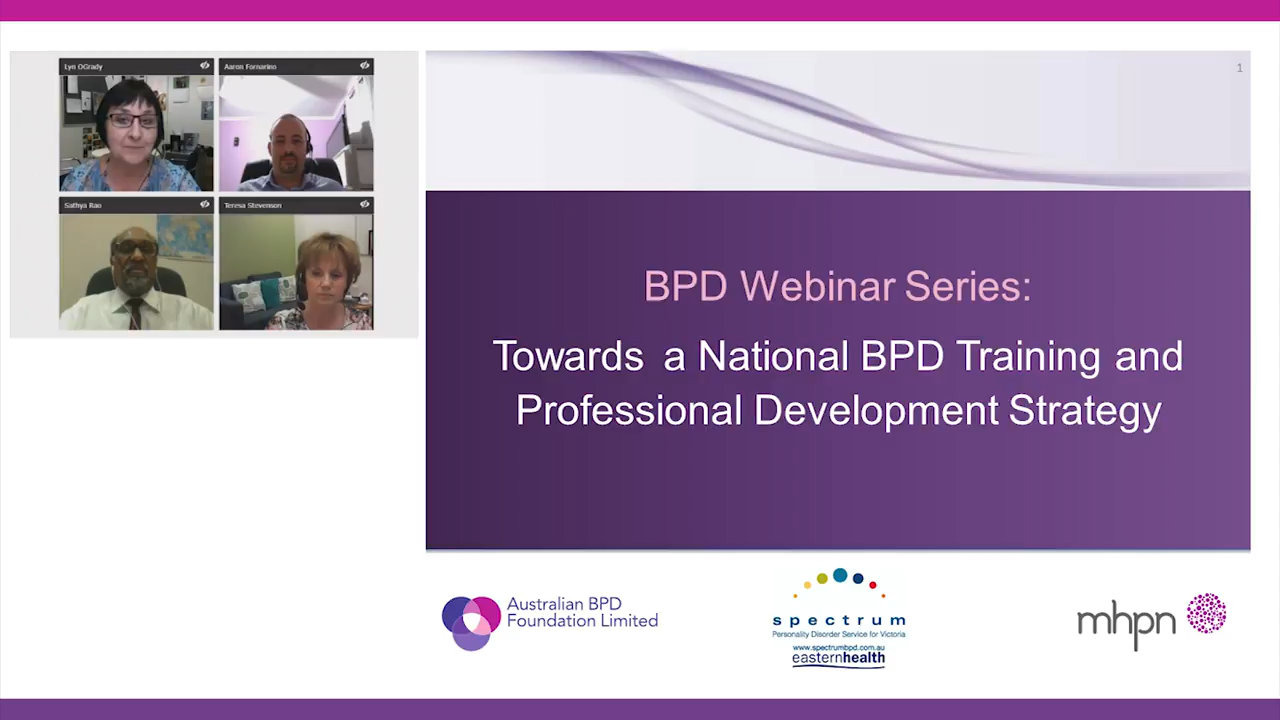 Lyn OGrady
Aaron Fornarino
Sathya Rao
Teresa Stevenson
1
BPD Webinar Series:
Towards a National BPD Training and
Professional Development Strategy
Australian BPD
Foundation Limited
spectrum
Personality Disorder Service for Victoria
www.spectrumbpd.com.au
easternhealth
mhpn